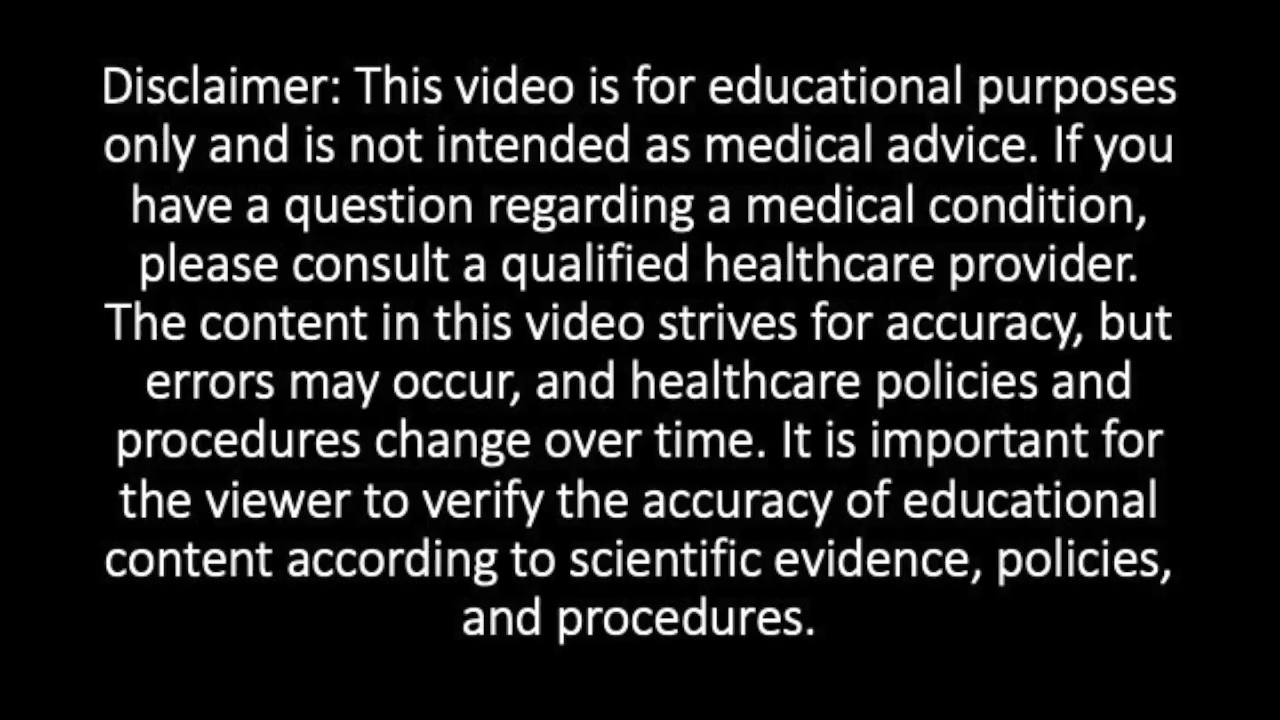 Disclaimer: This video is for educational purposes
only and is not intended as medical advice. If you
have a question regarding a medical condition,
please consult a qualified healthcare provider.
The content in this video strives for accuracy, but
errors may occur, and healthcare policies and
procedures change over time. It is important for
the viewer to verify the accuracy of educational
content according to scientific evidence, policies,
and procedures.